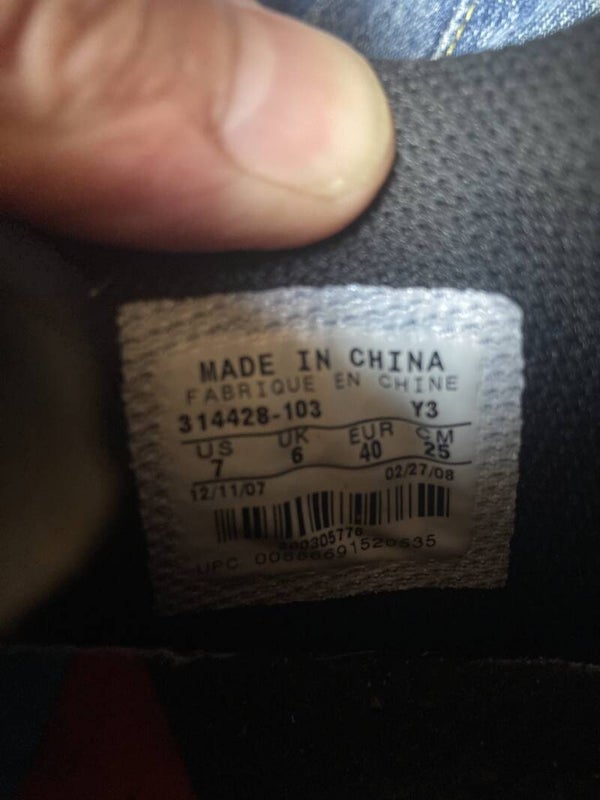 MADE IN CHINA
FABRIQUE EN CHINE
314428-103 Y3
US UK EUR CM
7 6 40 25
12/11/07 02/27/08
UPC